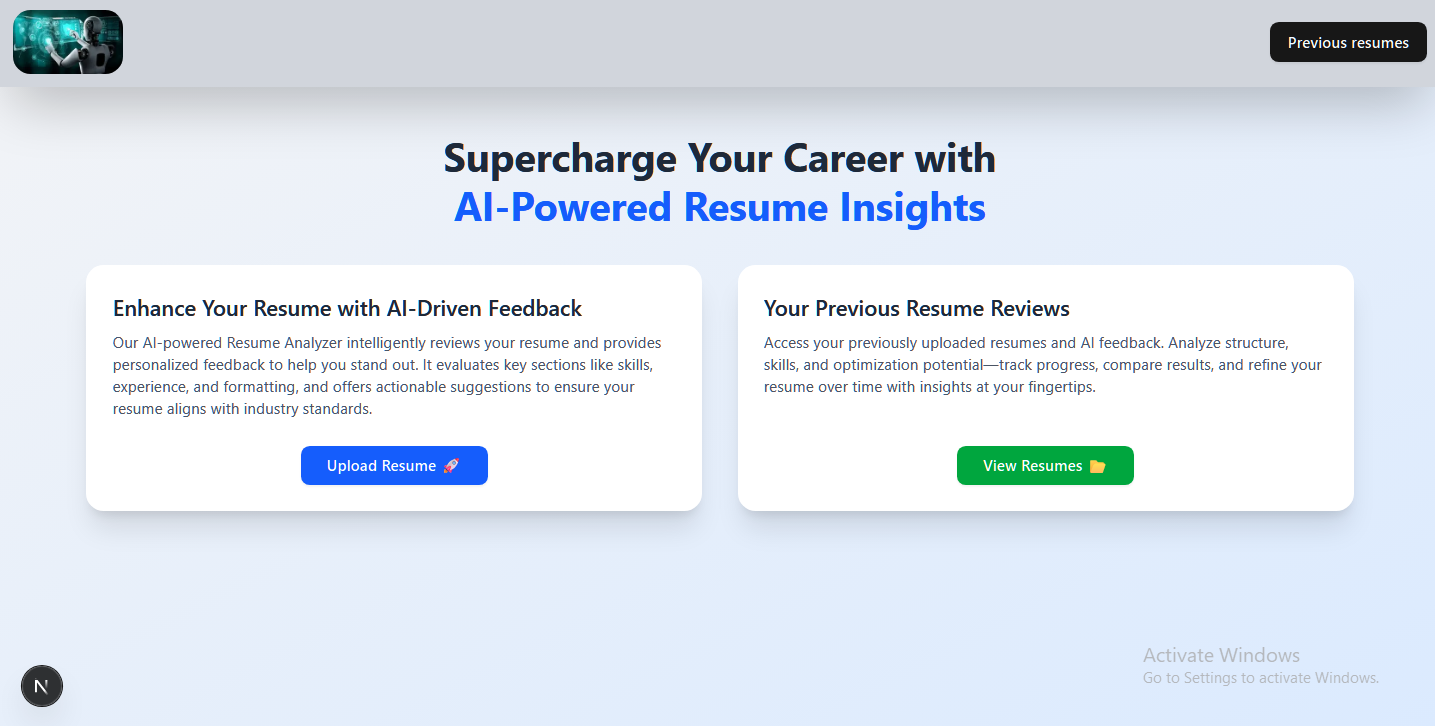 Previous resumes
Supercharge Your Career with
AI-Powered Resume Insights
Enhance Your Resume with AI-Driven Feedback
Our AI-powered Resume Analyzer intelligently reviews your resume and provides
personalized feedback to help you stand out. It evaluates key sections like skills,
experience, and formatting, and offers actionable suggestions to ensure your
resume aligns with industry standards.
Upload Resume 🚀
Your Previous Resume Reviews
Access your previously uploaded resumes and AI feedback. Analyze structure,
skills, and optimization potential—track progress, compare results, and refine your
resume over time with insights at your fingertips.
View Resumes 📂
Activate Windows
Go to Settings to activate Windows.
N